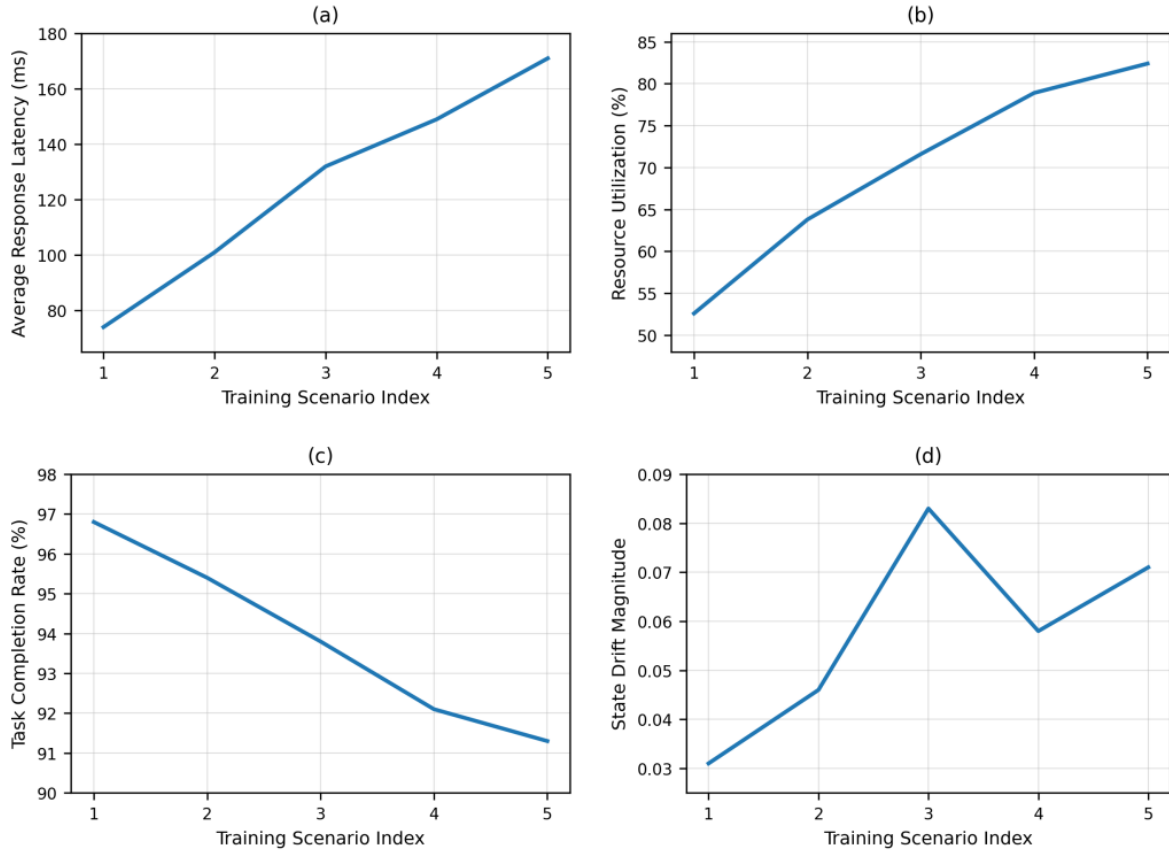 (a)
Average Response Latency (ms)
180
160
140
120
100
80
1 2 3 4 5
Training Scenario Index
(b)
Resource Utilization (%)
85
80
75
70
65
60
55
50
1 2 3 4 5
Training Scenario Index
(c)
Task Completion Rate (%)
98
97
96
95
94
93
92
91
90
1 2 3 4 5
Training Scenario Index
(d)
State Drift Magnitude
0.09
0.08
0.07
0.06
0.05
0.04
0.03
1 2 3 4 5
Training Scenario Index